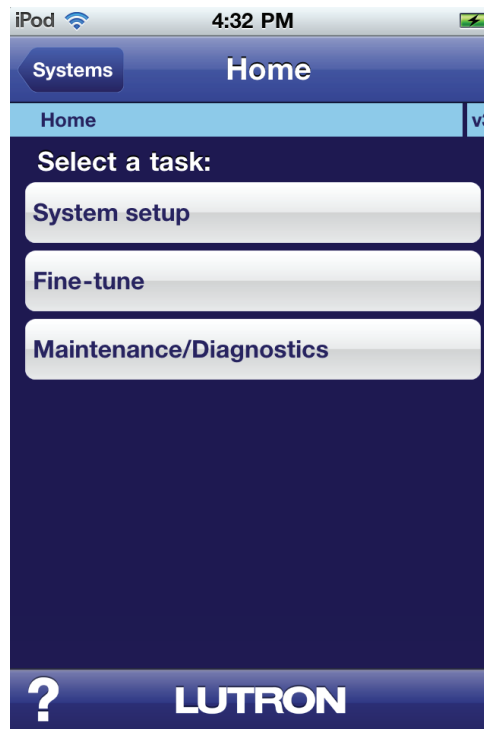 iPod 4:32 PM
Systems Home
Home
Select a task:
System setup
Fine-tune
Maintenance/Diagnostics
? LUTRON